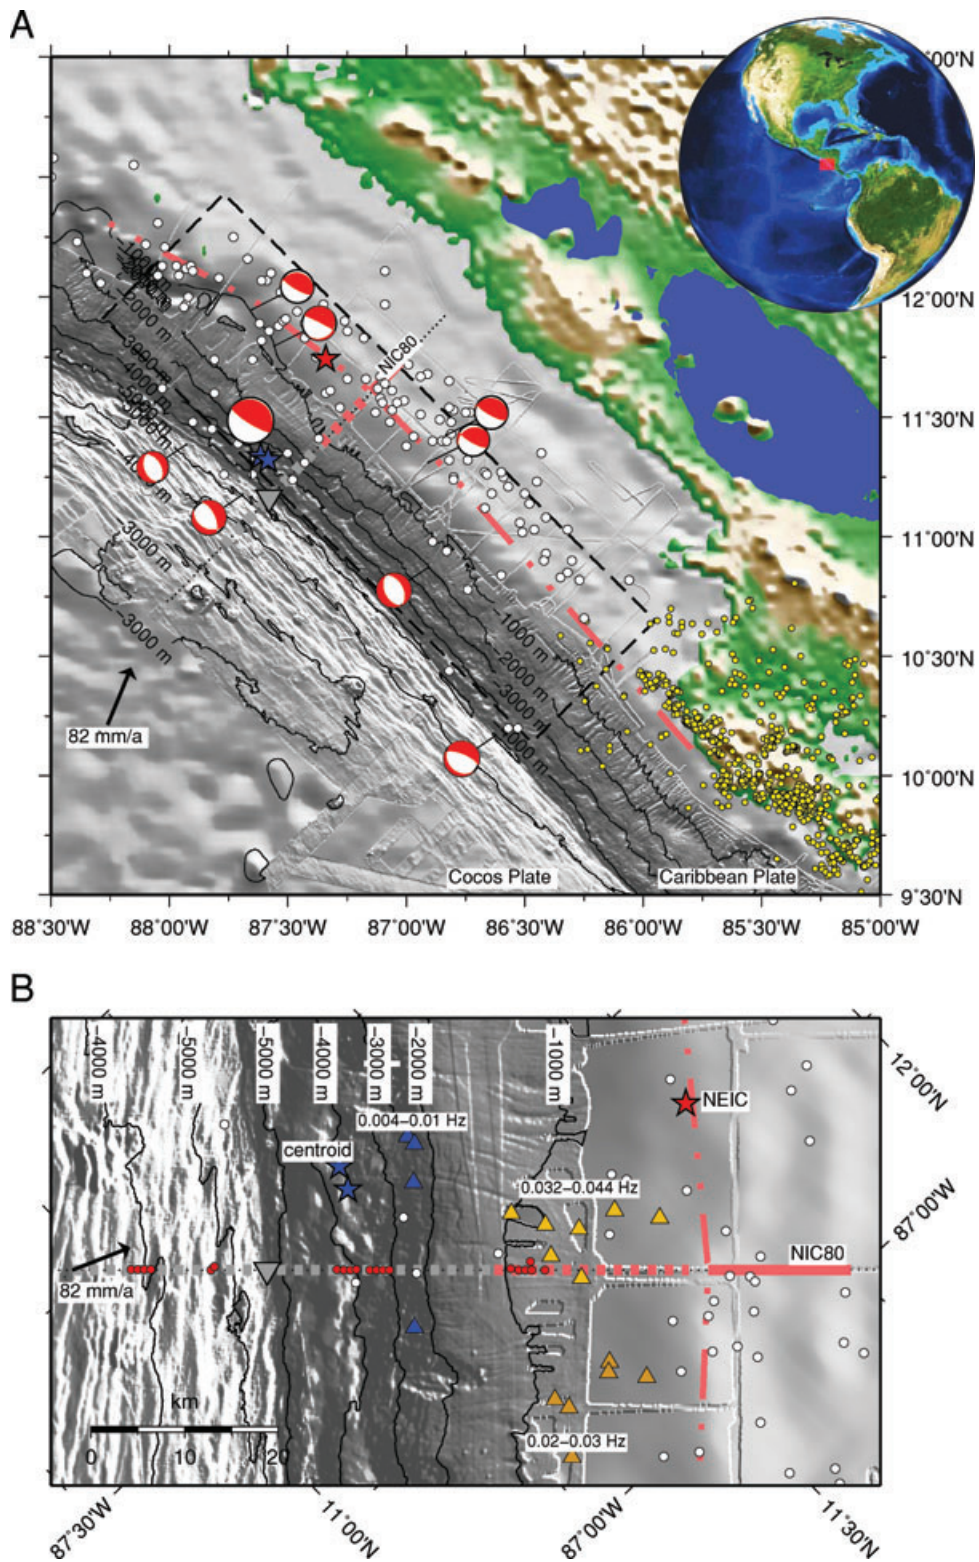 A
12˚00'N
11˚30'N
11˚00'N
10˚30'N
10˚00'N
9˚30'N
88˚30'W
88˚00'W
87˚30'W
87˚00'W
86˚30'W
86˚00'W
85˚30'W
85˚00'W
2000 m
3000 m
NIC80
3000 m
3000 m
1000 m
2000 m
3000 m
82 mm/a
Cocos Plate
Caribbean Plate
B
-4000 m
-5000 m
-5000 m
-4000 m
-3000 m
-2000 m
-1000 m
12˚00'N
NEIC
0.004-0.01 Hz
centroid
0.032-0.044 Hz
87˚00'W
NIC80
82 mm/a
km
0
10
20
0.02-0.03 Hz
87˚30'W
11˚00'N
87˚00'W
11˚30'N